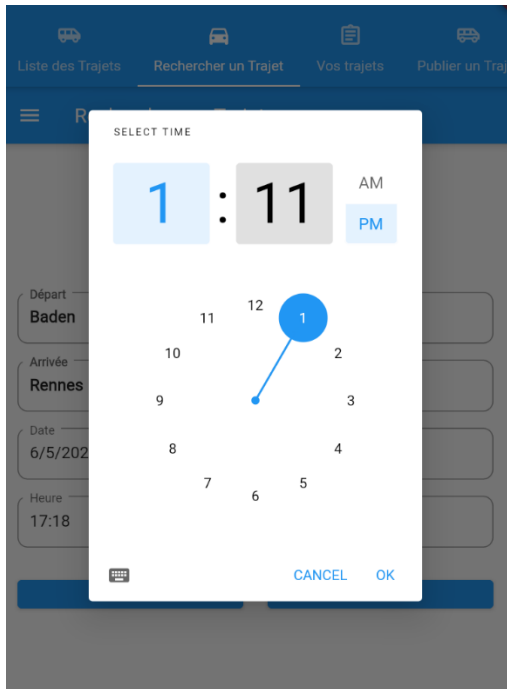 Liste des Trajets Rechercher un Trajet Vos trajets Publier un Traj
SELECT TIME
1 : 11
AM
PM
12
11 1
10 2
9 3
8 4
7 5
6
Départ
Baden
Arrivée
Rennes
Date
6/5/202
Heure
17:18
CANCEL OK